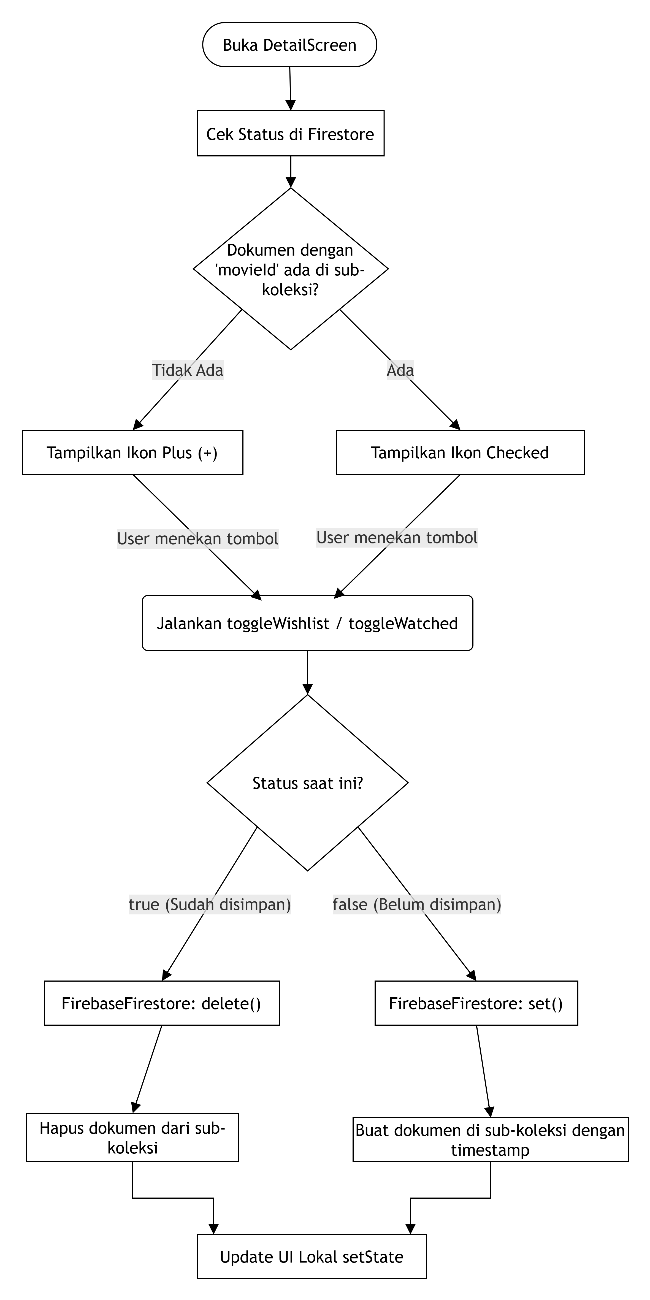 Buka DetailScreen
Cek Status di Firestore
Dokumen dengan
'movieId' ada di sub-
koleksi?
Tidak Ada
Ada
Tampilkan Ikon Plus (+)
Tampilkan Ikon Checked
User menekan tombol
User menekan tombol
Jalankan toggleWishlist / toggleWatched
Status saat ini?
true (Sudah disimpan)
false (Belum disimpan)
FirebaseFirestore: delete()
FirebaseFirestore: set()
Hapus dokumen dari sub-
koleksi
Buat dokumen di sub-koleksi dengan
timestamp
Update UI Lokal setState